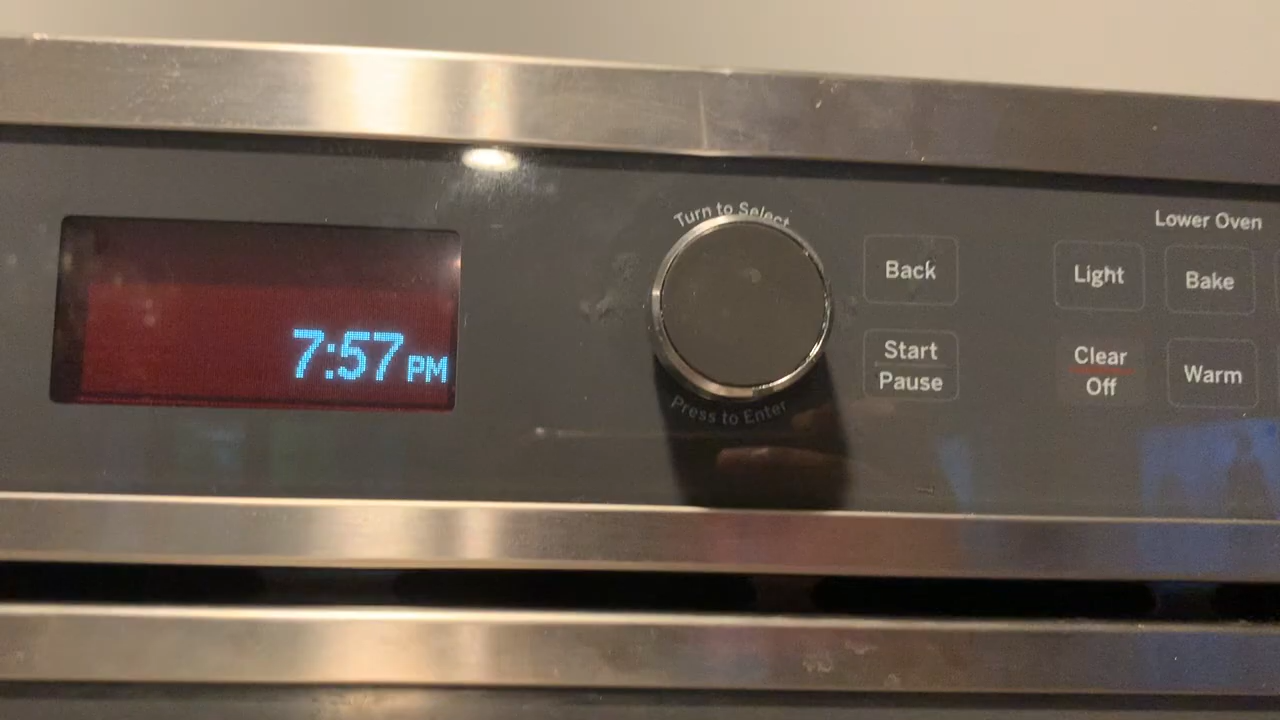 7:57 PM
Turn to Select
Press to Enter
Back
Start
Pause
Lower Oven
Light
Bake
Clear
Off
Warm